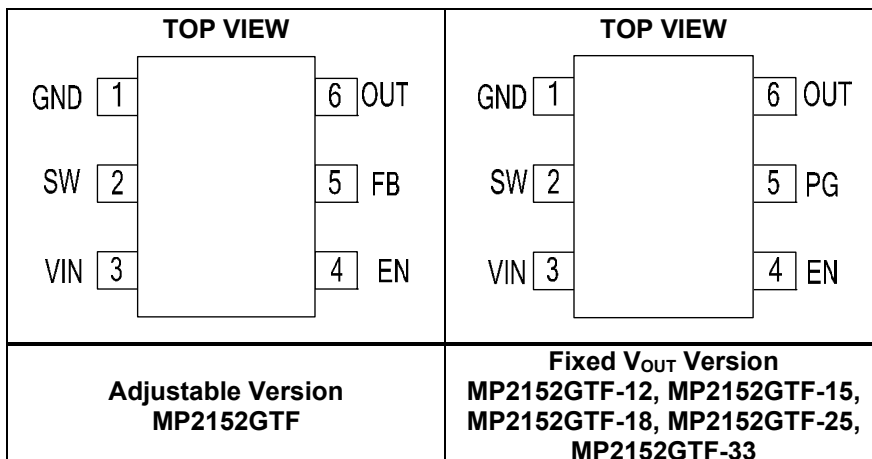 TOP VIEW
GND 1 6 OUT
SW 2 5 FB
VIN 3 4 EN
Adjustable Version
MP2152GTF
TOP VIEW
GND 1 6 OUT
SW 2 5 PG
VIN 3 4 EN
Fixed VOUT Version
MP2152GTF-12, MP2152GTF-15,
MP2152GTF-18, MP2152GTF-25,
MP2152GTF-33